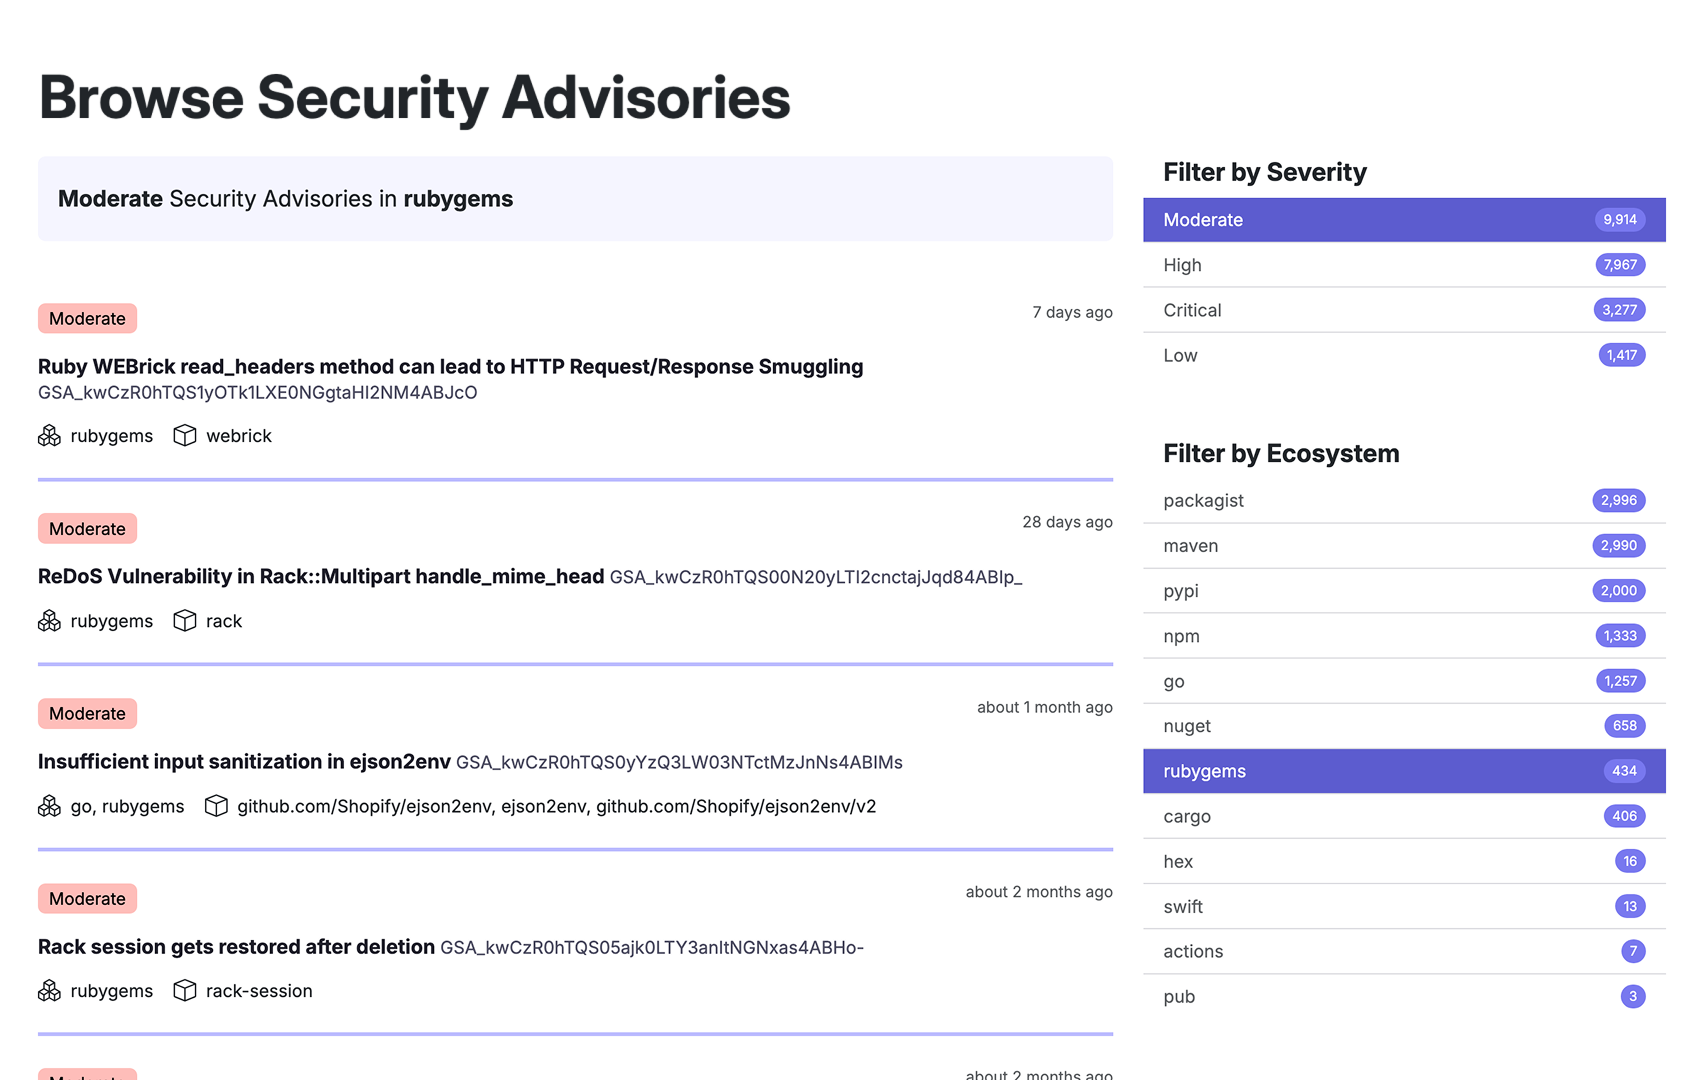 Browse Security Advisories
Moderate Security Advisories in rubygems
Moderate
7 days ago
Ruby WEBrick read_headers method can lead to HTTP Request/Response Smuggling
GSA_kwCzR0hTQS1yOTk1LXE0NGgtaHI2NM4ABJcO
rubygems webrick
Moderate
28 days ago
ReDoS Vulnerability in Rack::Multipart handle_mime_head GSA_kwCzR0hTQS00N20yLTI2cnctajJqd84ABIp_
rubygems rack
Moderate
about 1 month ago
Insufficient input sanitization in ejson2env GSA_kwCzR0hTQS0yYzQ3LW03NTctMzJnNs4ABIMs
go, rubygems github.com/Shopify/ejson2env, ejson2env, github.com/Shopify/ejson2env/v2
Moderate
about 2 months ago
Rack session gets restored after deletion GSA_kwCzR0hTQS05ajk0LTY3anItNGNxas4ABHo-
rubygems rack-session
Moderate
about 2 months ago
Filter by Severity
Moderate 9,914
High 7,967
Critical 3,277
Low 1,417
Filter by Ecosystem
packagist 2,996
maven 2,990
pypi 2,000
npm 1,333
go 1,257
nuget 658
rubygems 434
cargo 406
hex 16
swift 13
actions 7
pub 3